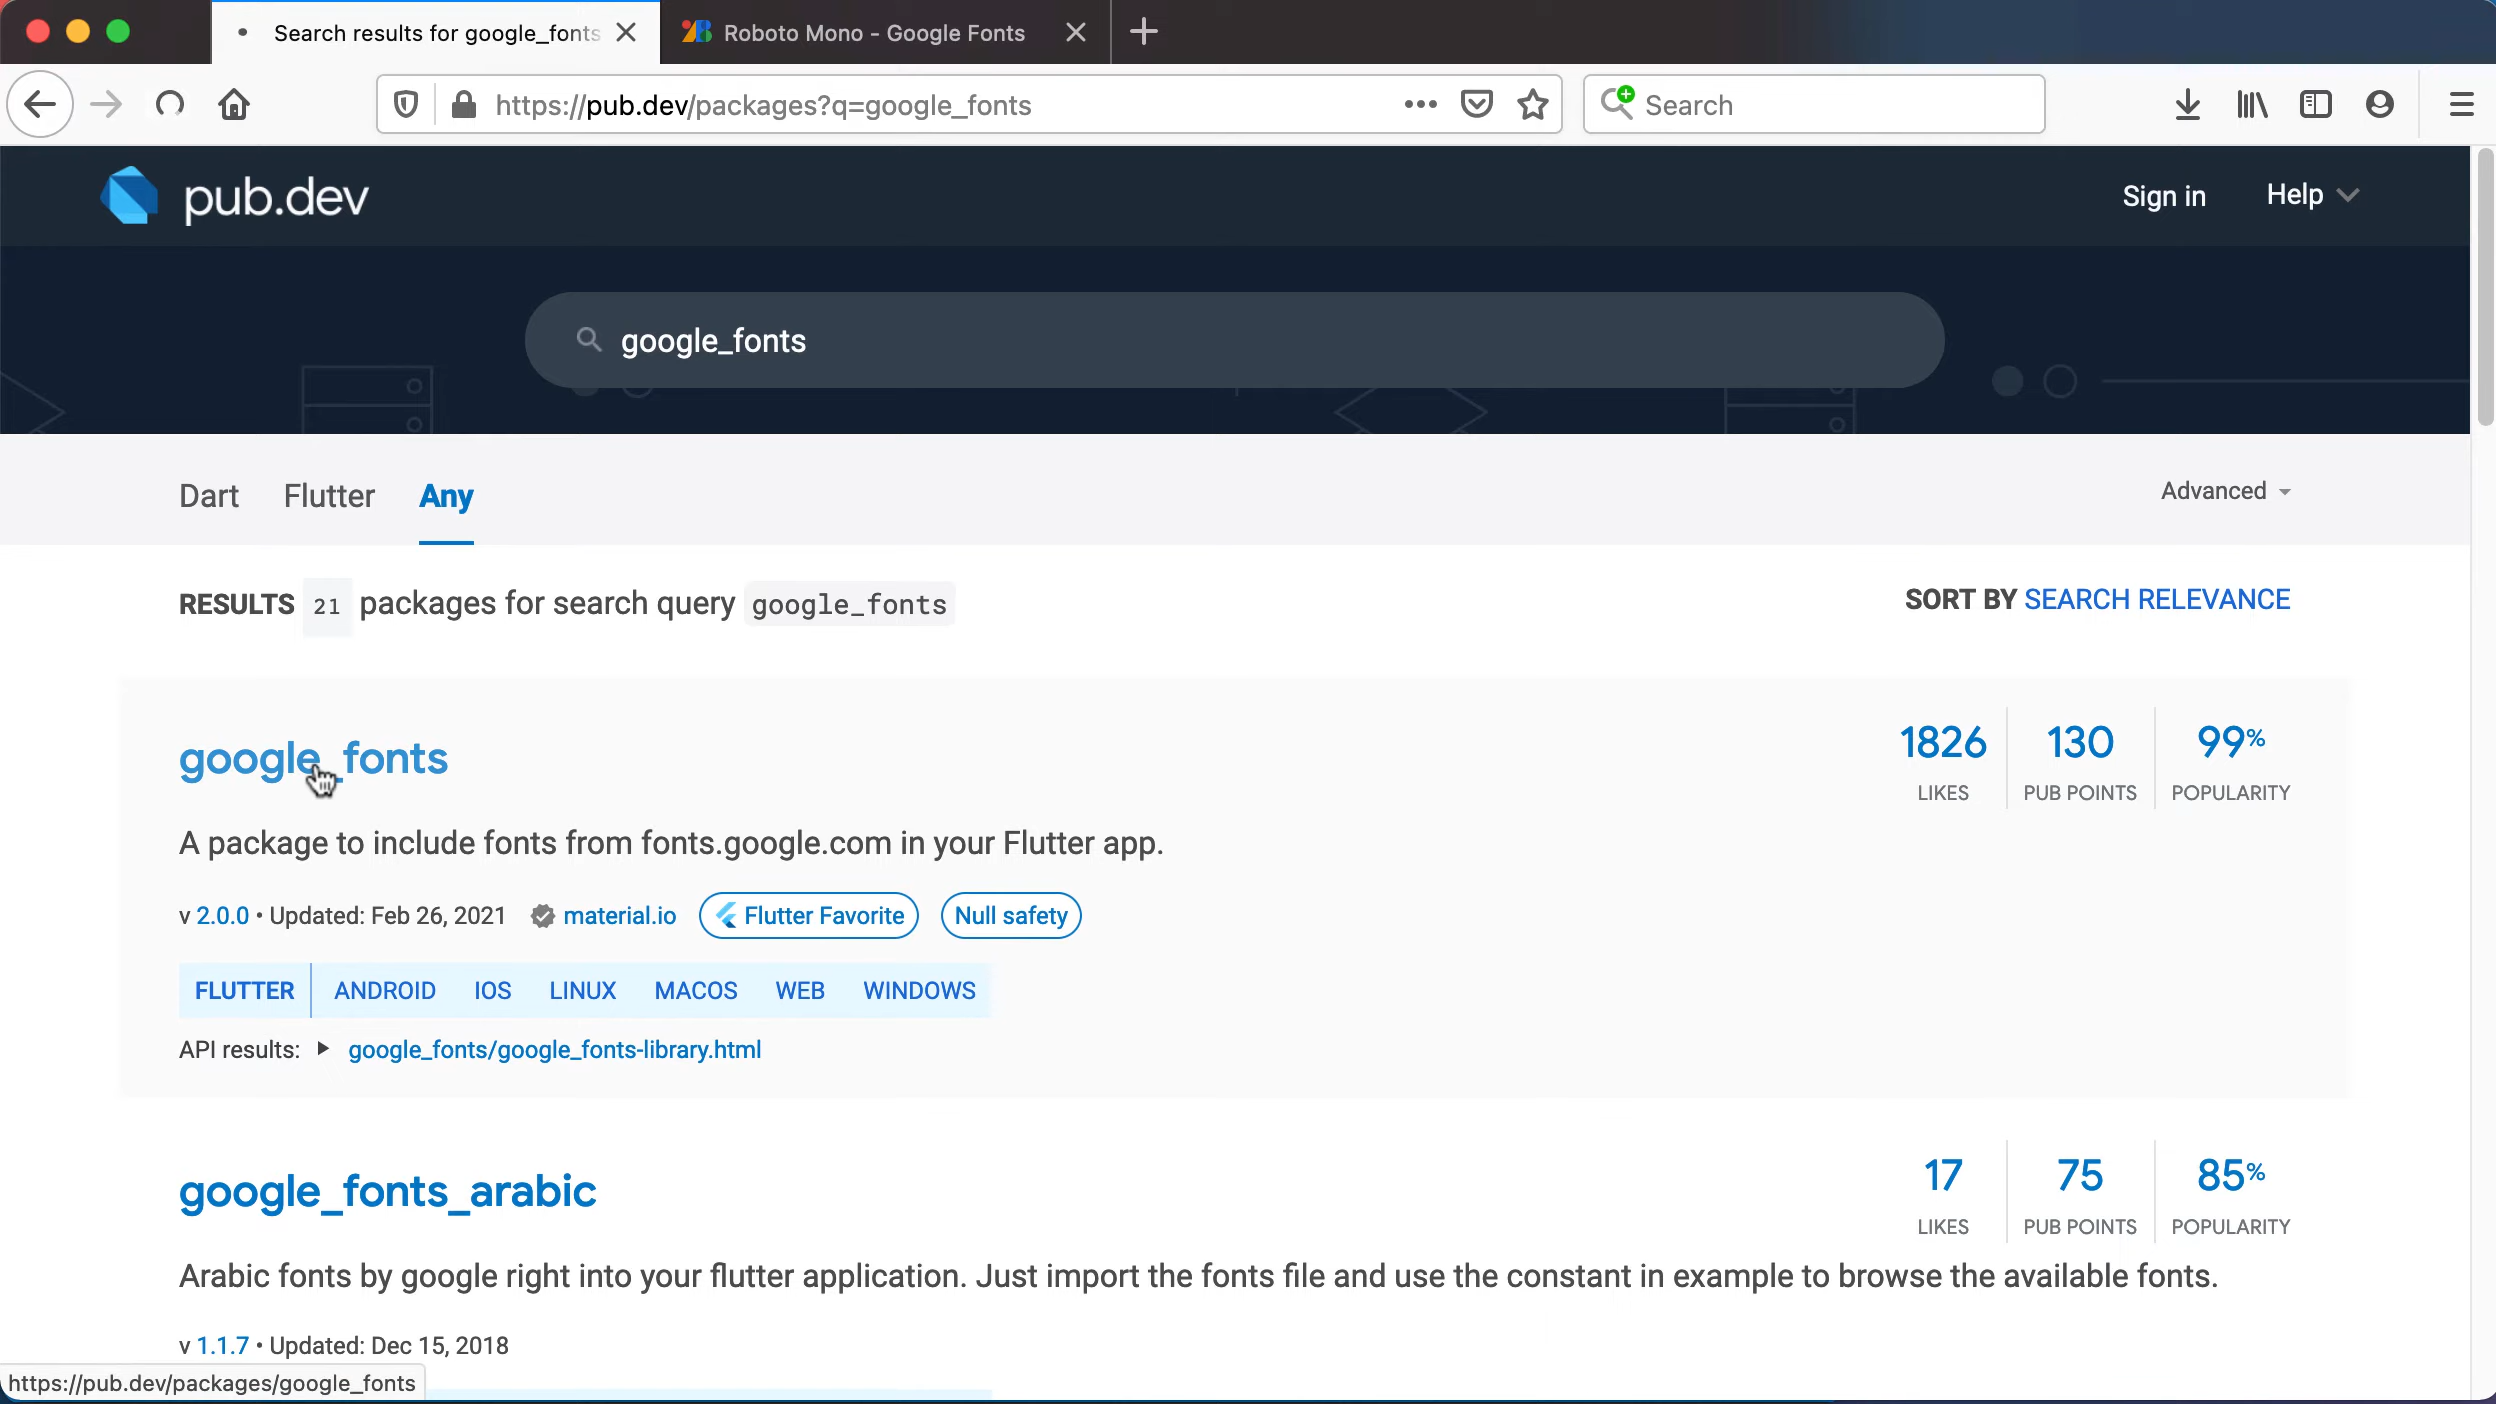 Search results for google_fonts
Roboto Mono - Google Fonts
https://pub.dev/packages?q=google_fonts
Search
pub.dev
Sign in
Help
google_fonts
Dart
Flutter
Any
Advanced
RESULTS 21 packages for search query google_fonts
SORT BY SEARCH RELEVANCE
google_fonts
1826
LIKES
130
PUB POINTS
99%
POPULARITY
A package to include fonts from fonts.google.com in your Flutter app.
v 2.0.0 • Updated: Feb 26, 2021 material.io Flutter Favorite Null safety
FLUTTER ANDROID IOS LINUX MACOS WEB WINDOWS
API results: google_fonts/google_fonts-library.html
google_fonts_arabic
17
LIKES
75
PUB POINTS
85%
POPULARITY
Arabic fonts by google right into your flutter application. Just import the fonts file and use the constant in example to browse the available fonts.
v 1.1.7 • Updated: Dec 15, 2018
https://pub.dev/packages/google_fonts